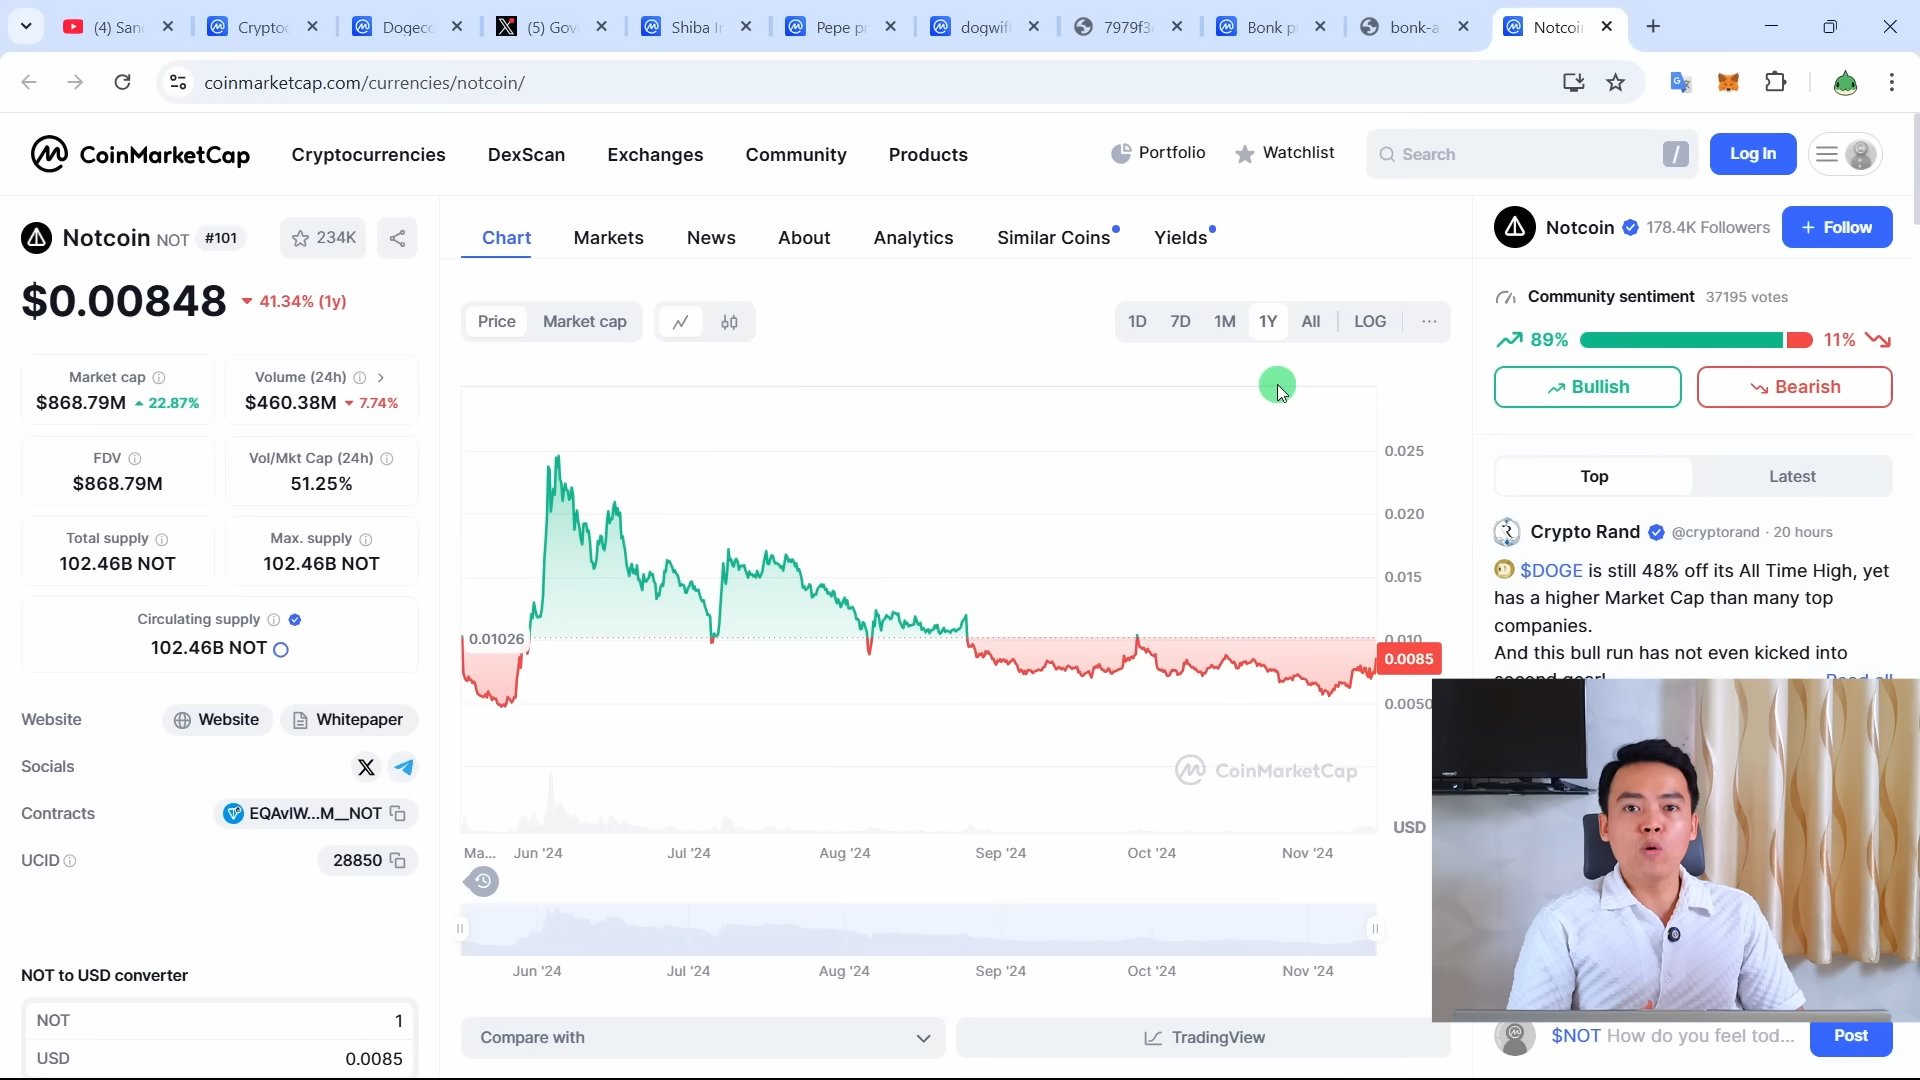 (4) San
Crypto
Dogec
(5) Gov
Shiba I
Pepe p
dogwif
7979f3
Bonk p
bonk-a
Notcoi
coinmarketcap.com/currencies/notcoin/
CoinMarketCap
Cryptocurrencies
DexScan
Exchanges
Community
Products
Portfolio
Watchlist
Search
/
Log In
Notcoin NOT #101
234K
$0.00848
41.34% (1y)
Market cap
$868.79M 22.87%
Volume (24h)
$460.38M 7.74%
FDV
$868.79M
Vol/Mkt Cap (24h)
51.25%
Total supply
102.46B NOT
Max. supply
102.46B NOT
Circulating supply
102.46B NOT
Website
Website
Whitepaper
Socials
Contracts
EQAvlW...M__NOT
UCID
28850
NOT to USD converter
NOT 1
USD 0.0085
Chart
Markets
News
About
Analytics
Similar Coins
Yields
Price
Market cap
1D
7D
1M
1Y
All
LOG
...
0.025
0.020
0.015
0.010
0.0085
0.0050
0.01026
CoinMarketCap
USD
Ma...
Jun '24
Jul '24
Aug '24
Sep '24
Oct '24
Nov '24
Jun '24
Jul '24
Aug '24
Sep '24
Oct '24
Nov '24
Compare with
TradingView
Notcoin
178.4K Followers
+ Follow
Community sentiment 37195 votes
89%
11%
Bullish
Bearish
Top
Latest
Crypto Rand @cryptorand · 20 hours
$DOGE is still 48% off its All Time High, yet
has a higher Market Cap than many top
companies.
And this bull run has not even kicked into
second gear!
Read all
$NOT How do you feel tod...
Post